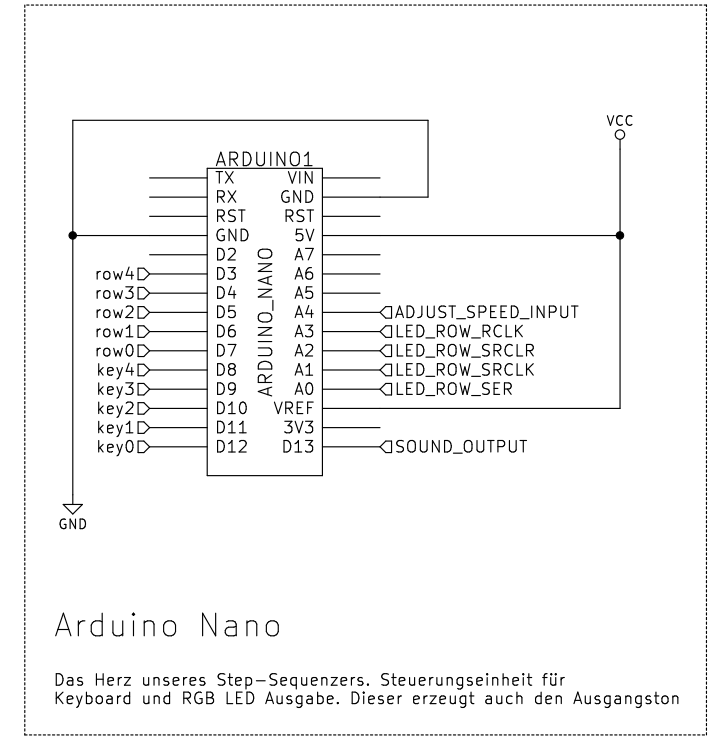 VCC
ARDUINO1
TX VIN
RX GND
RST RST
GND 5V
D2 A7
row4 D3 A6
row3 D4 A5
row2 D5 A4 ADJUST_SPEED_INPUT
row1 D6 A3 LED_ROW_RCLK
row0 D7 A2 LED_ROW_SRCLR
key4 D8 A1 LED_ROW_SRCLK
key3 D9 A0 LED_ROW_SER
key2 D10 VREF
key1 D11 3V3
key0 D12 D13 SOUND_OUTPUT
ARDUINO_NANO
GND
Arduino Nano
Das Herz unseres Step-Sequenzers. Steuerungseinheit für
Keyboard und RGB LED Ausgabe. Dieser erzeugt auch den Ausgangston